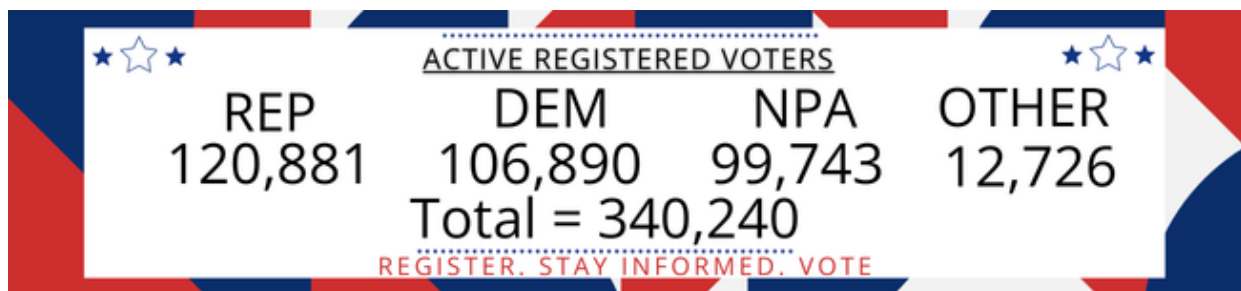 ACTIVE REGISTERED VOTERS
REP DEM NPA OTHER
120,881 106,890 99,743 12,726
Total = 340,240
REGISTER. STAY INFORMED. VOTE